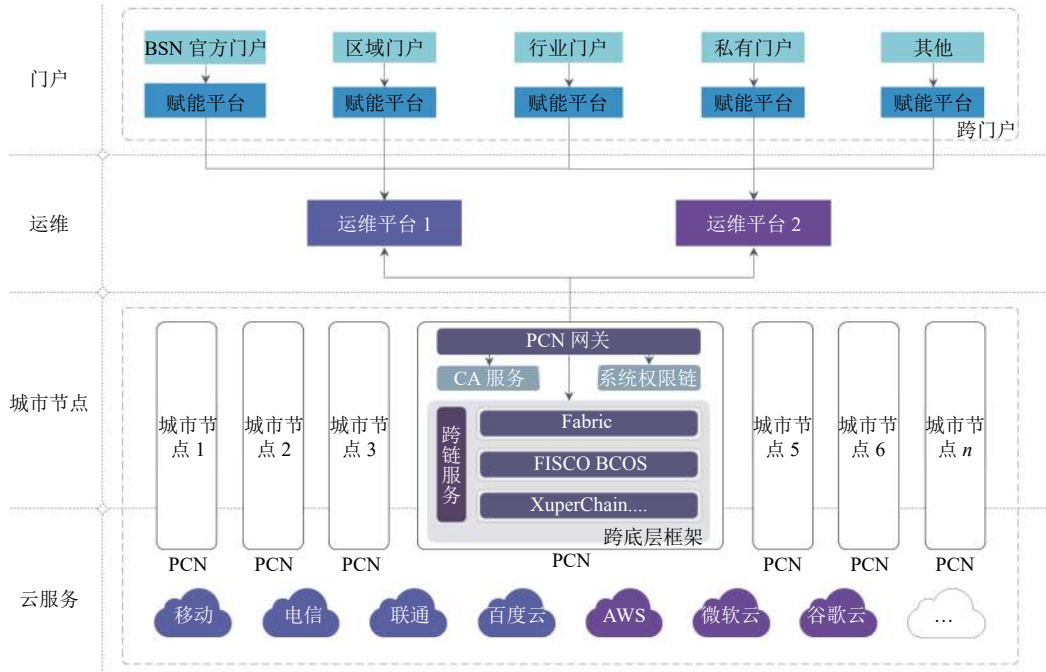 门户
BSN 官方门户
区域门户
行业门户
私有门户
其他
赋能平台
赋能平台
赋能平台
赋能平台
赋能平台
跨门户
运维
运维平台 1
运维平台 2
城市节点
城市节
点 1
城市节
点 2
城市节
点 3
PCN 网关
CA 服务
系统权限链
跨链服务
Fabric
FISCO BCOS
XuperChain....
跨底层框架
城市节
点 5
城市节
点 6
城市节
点 n
PCN
PCN
PCN
PCN
PCN
PCN
PCN
云服务
移动
电信
联通
百度云
AWS
微软云
谷歌云
…